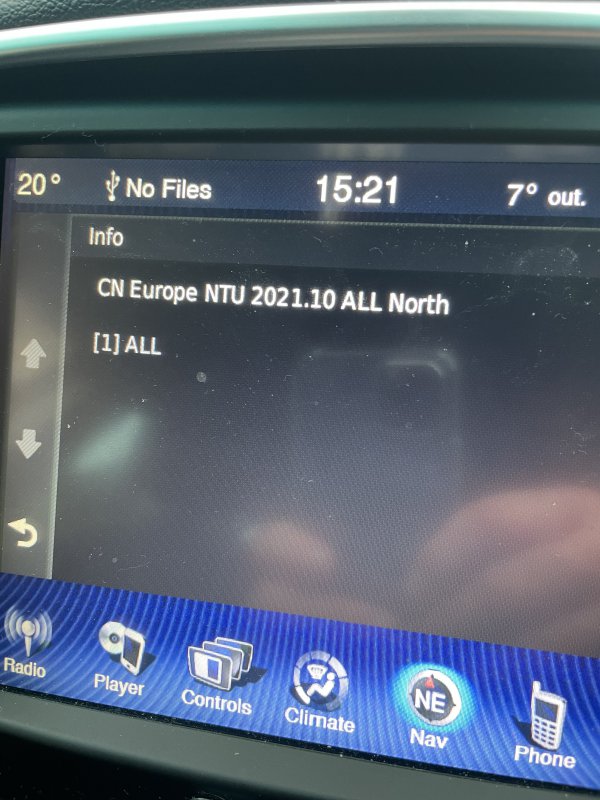 20° No Files 15:21 7° out.
Info
CN Europe NTU 2021.10 ALL North
[1] ALL
NE
Radio Player Controls Climate Nav Phone